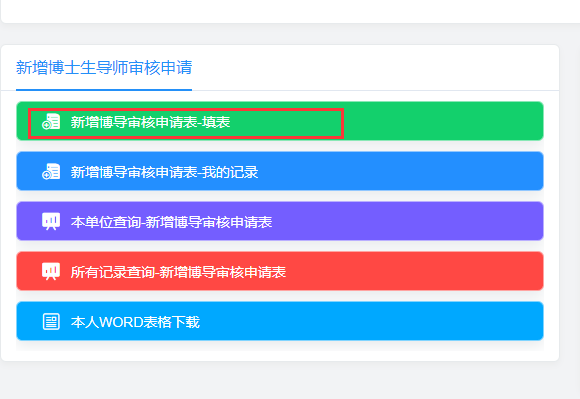 新增博士生导师审核申请
新增博导审核申请表-填表
新增博导审核申请表-我的记录
本单位查询-新增博导审核申请表
所有记录查询-新增博导审核申请表
本人WORD表格下载